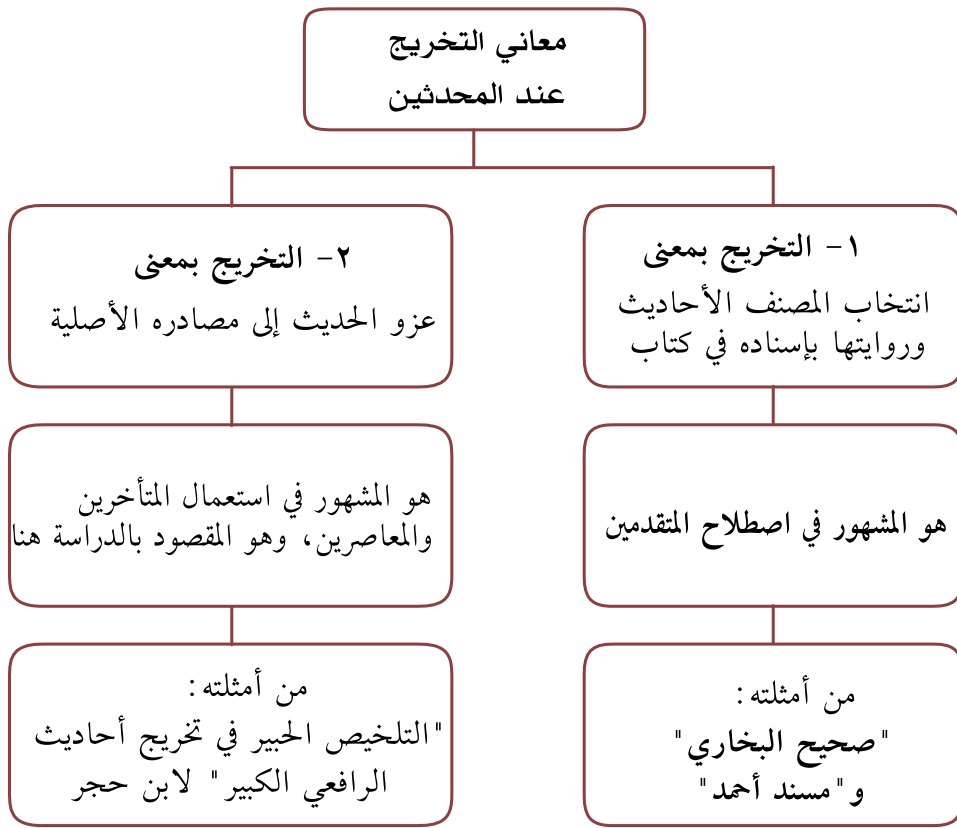 معاني التخريج
عند المحدثين
١- التخريج بمعنى
انتخاب المصنف الأحاديث
وروايتها بإسناده في كتاب
هو المشهور في اصطلاح المتقدمين
من أمثلته:
"صحيح البخاري"
و"مسند أحمد"
٢- التخريج بمعنى
عزو الحديث إلى مصادره الأصلية
هو المشهور في استعمال المتأخرين
والمعاصرين، وهو المقصود بالدراسة هنا
من أمثلته:
"التلخيص الحبير في تخريج أحاديث
الرافعي الكبير" لابن حجر